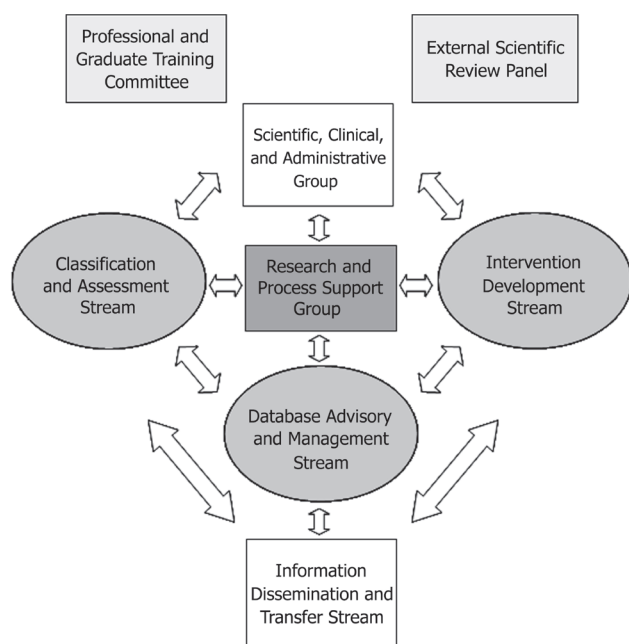 Professional and
Graduate Training
Committee
External Scientific
Review Panel
Scientific, Clinical,
and Administrative
Group
Classification
and Assessment
Stream
Research and
Process Support
Group
Intervention
Development
Stream
Database Advisory
and Management
Stream
Information
Dissemination and
Transfer Stream